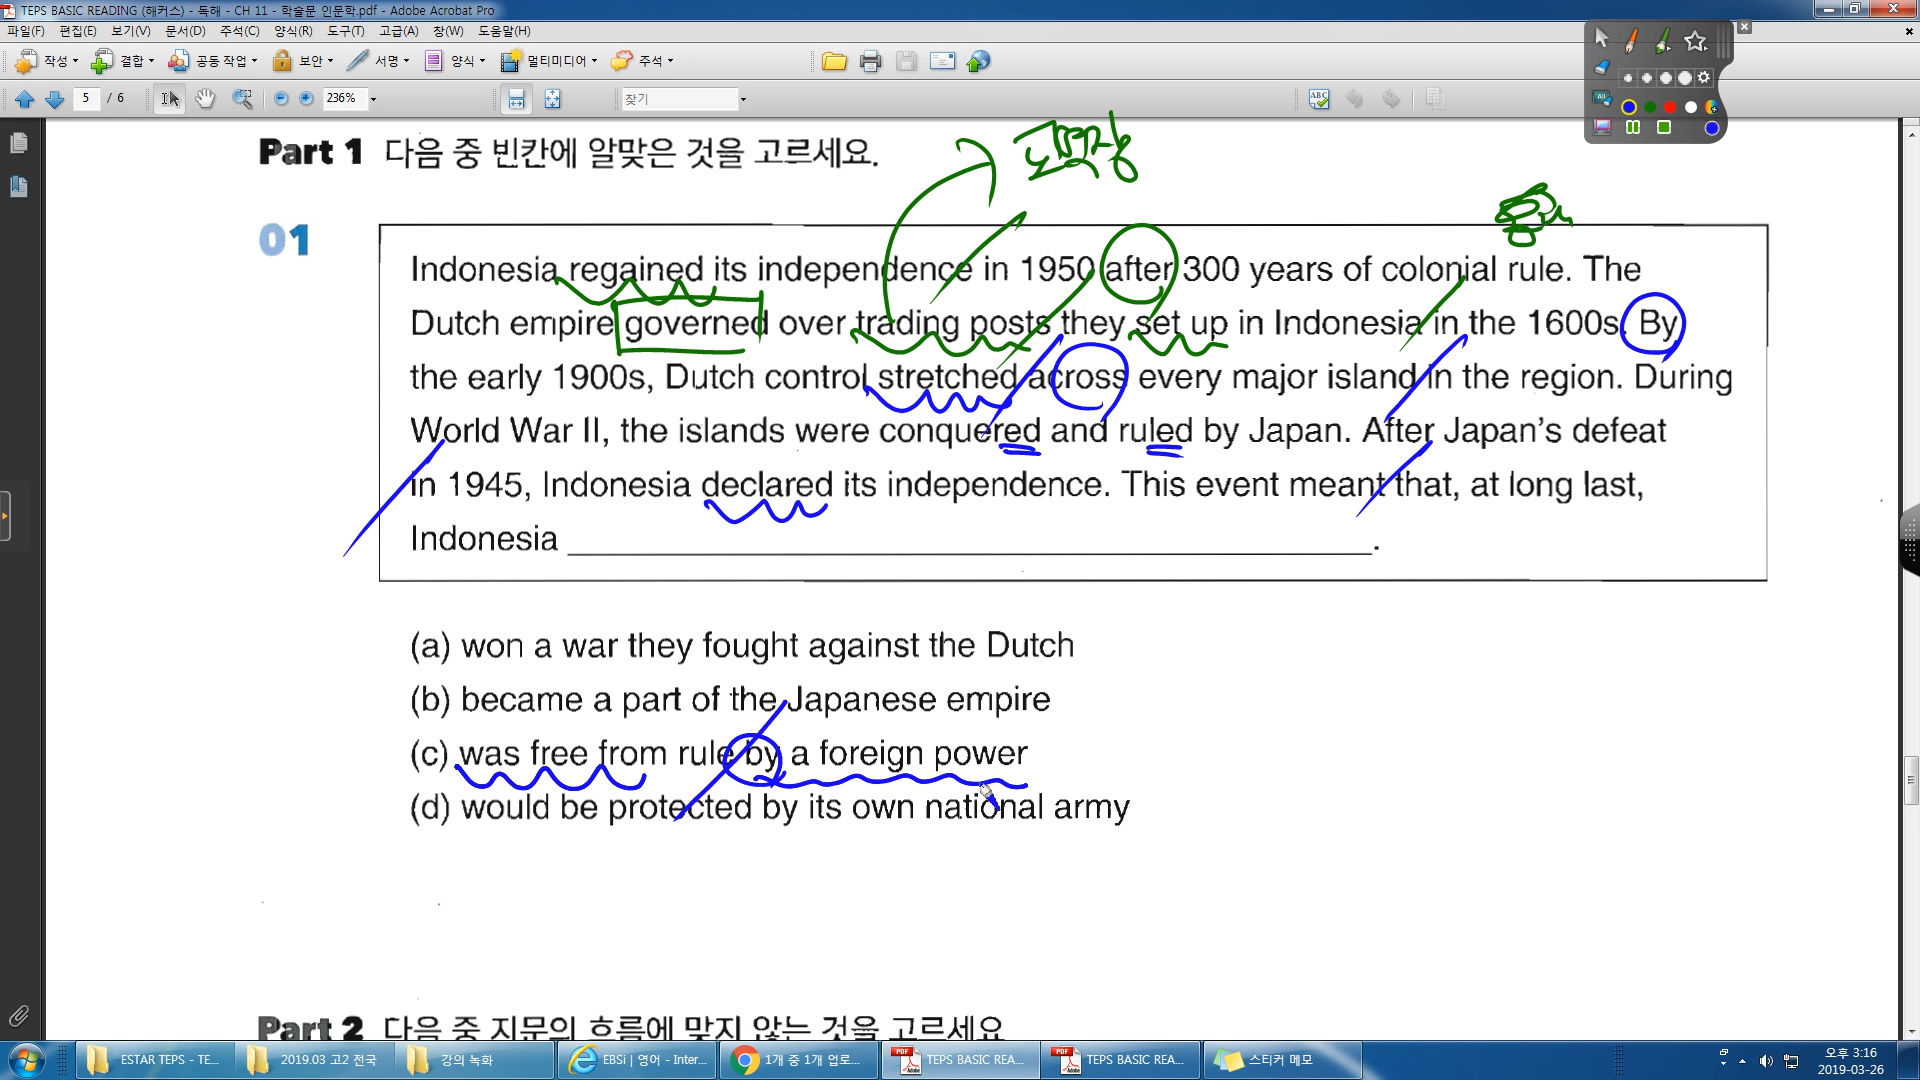 TEPS BASIC READING (해커스) - 독해 - CH 11 - 학술문 인문학.pdf - Adobe Acrobat Pro
파일(F) 편집(E) 보기(V) 문서(D) 주석(C) 양식(R) 도구(T) 고급(A) 창(W) 도움말(H)
작성 결합 공동 작업 보안 서명 양식 멀티미디어 주석
5 / 6 236% 찾기
Part 1 다음 중 빈칸에 알맞은 것을 고르세요.
01
Indonesia regained its independence in 1950 after 300 years of colonial rule. The
Dutch empire governed over trading posts they set up in Indonesia in the 1600s. By
the early 1900s, Dutch control stretched across every major island in the region. During
World War II, the islands were conquered and ruled by Japan. After Japan's defeat
in 1945, Indonesia declared its independence. This event meant that, at long last,
Indonesia ____________________.
(a) won a war they fought against the Dutch
(b) became a part of the Japanese empire
(c) was free from rule by a foreign power
(d) would be protected by its own national army
Part 2 다음 중 지문의 흐름에 맞지 않는 것을 고르세요
ESTAR TEPS - TE... 2019.03 고2 전국 강의 녹화 EBSi | 영어 - Inter... 1개 중 1개 업로... TEPS BASIC REA... TEPS BASIC REA... 스티커 메모
오후 3:16
2019-03-26